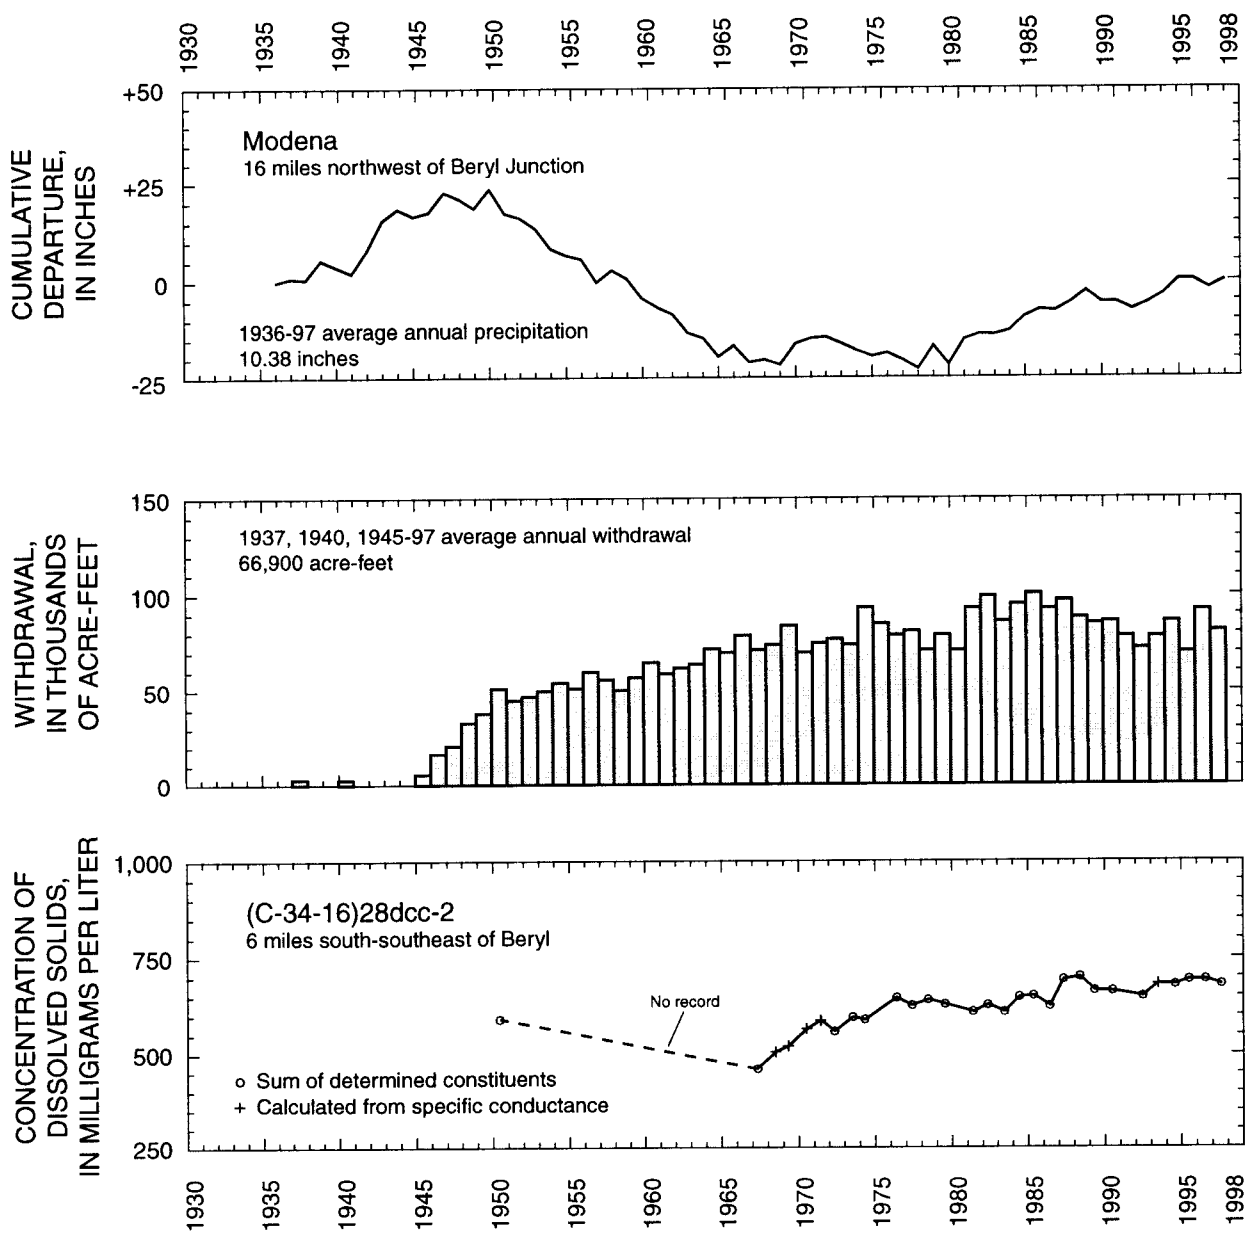 1930 1935 1940 1945 1950 1955 1960 1965 1970 1975 1980 1985 1990 1995 1998
CUMULATIVE
DEPARTURE,
IN INCHES
+50
+25
0
-25
Modena
16 miles northwest of Beryl Junction
1936-97 average annual precipitation
10.38 inches
WITHDRAWAL,
IN THOUSANDS
OF ACRE-FEET
150
100
50
0
1937, 1940, 1945-97 average annual withdrawal
66,900 acre-feet
CONCENTRATION OF
DISSOLVED SOLIDS,
IN MILLIGRAMS PER LITER
1,000
750
500
250
(C-34-16)28dcc-2
6 miles south-southeast of Beryl
No record
Sum of determined constituents
+ Calculated from specific conductance
1930 1935 1940 1945 1950 1955 1960 1965 1970 1975 1980 1985 1990 1995 1998